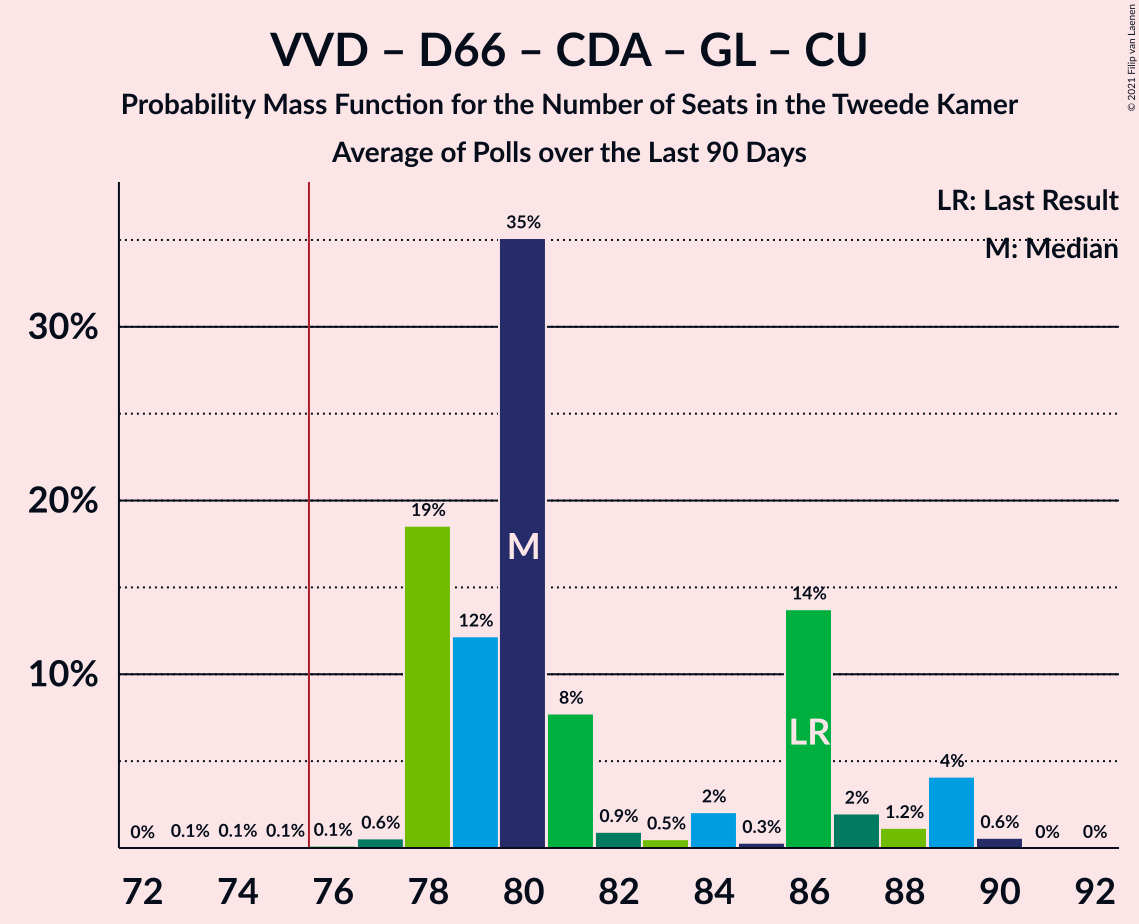 VVD – D66 – CDA – GL – CU
Probability Mass Function for the Number of Seats in the Tweede Kamer
Average of Polls over the Last 90 Days
© 2021 Filip van Laenen
LR: Last Result
M: Median
30%
20%
10%
0%
0.1%
0.1%
0.1%
0.1%
0.6%
19%
12%
35%
8%
0.9%
0.5%
2%
0.3%
14%
2%
1.2%
4%
0.6%
0%
0%
M
LR
72 74 76 78 80 82 84 86 88 90 92